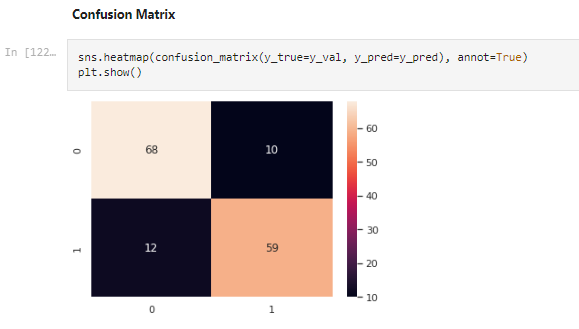 Confusion Matrix
In [122…
sns.heatmap(confusion_matrix(y_true=y_val, y_pred=y_pred), annot=True)
plt.show()
0 68 10
1 12 59
0 1
60
50
40
30
20
10